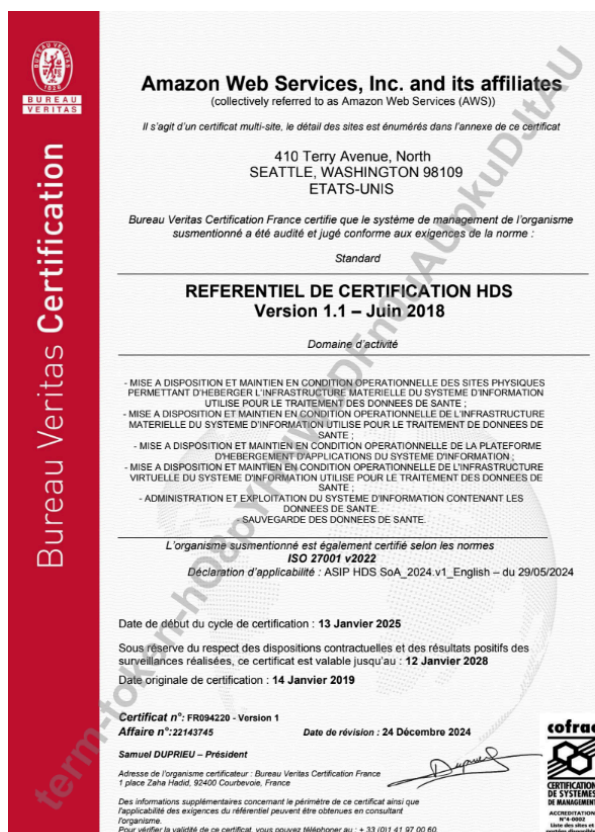 BUREAU VERITAS
BUREAU
VERITAS
Bureau Veritas Certification
Amazon Web Services, Inc. and its affiliates
(collectively referred to as Amazon Web Services (AWS))
Il s'agit d'un certificat multi-site, le détail des sites est énumérés dans l'annexe de ce certificat
410 Terry Avenue, North
SEATTLE, WASHINGTON 98109
ETATS-UNIS
Bureau Veritas Certification France certifie que le système de management de l'organisme
susmentionné a été audité et jugé conforme aux exigences de la norme :
Standard
REFERENTIEL DE CERTIFICATION HDS
Version 1.1 – Juin 2018
Domaine d'activité
- MISE A DISPOSITION ET MAINTIEN EN CONDITION OPERATIONNELLE DES SITES PHYSIQUES
PERMETTANT D'HEBERGER L'INFRASTRUCTURE MATERIELLE DU SYSTEME D'INFORMATION
UTILISE POUR LE TRAITEMENT DES DONNEES DE SANTE ;
- MISE A DISPOSITION ET MAINTIEN EN CONDITION OPERATIONNELLE DE L'INFRASTRUCTURE
MATERIELLE DU SYSTEME D'INFORMATION UTILISE POUR LE TRAITEMENT DE DONNEES DE
SANTE ;
- MISE A DISPOSITION ET MAINTIEN EN CONDITION OPERATIONNELLE DE LA PLATEFORME
D'HEBERGEMENT D'APPLICATIONS DU SYSTEME D'INFORMATION ;
- MISE A DISPOSITION ET MAINTIEN EN CONDITION OPERATIONNELLE DE L'INFRASTRUCTURE
VIRTUELLE DU SYSTEME D'INFORMATION UTILISE POUR LE TRAITEMENT DES DONNEES DE
SANTE ;
- ADMINISTRATION ET EXPLOITATION DU SYSTEME D'INFORMATION CONTENANT LES
DONNEES DE SANTE.
- SAUVEGARDE DES DONNEES DE SANTE.
L'organisme susmentionné est également certifié selon les normes
ISO 27001 v2022
Déclaration d'applicabilité : ASIP HDS SoA_2024.v1_English – du 29/05/2024
Date de début du cycle de certification : 13 Janvier 2025
Sous réserve du respect des dispositions contractuelles et des résultats positifs des
surveillances réalisées, ce certificat est valable jusqu'au : 12 Janvier 2028
Date originale de certification : 14 Janvier 2019
Certificat n°: FR094220 - Version 1
Affaire n°:22143745 Date de révision : 24 Décembre 2024
Samuel DUPRIEU – Président
Adresse de l'organisme certificateur : Bureau Veritas Certification France
1 place Zaha Hadid, 92400 Courbevoie, France
Des informations supplémentaires concernant le périmètre de ce certificat ainsi que
l'applicabilité des exigences du référentiel peuvent être obtenues en consultant
l'organisme.
Pour vérifier la validité de ce certificat, vous pouvez téléphoner au : + 33 (0)1 41 97 00 60.
cofrac
CERTIFICATION
DE SYSTEMES
DE MANAGEMENT
ACCREDITATION
N°4-0002
Liste des sites et